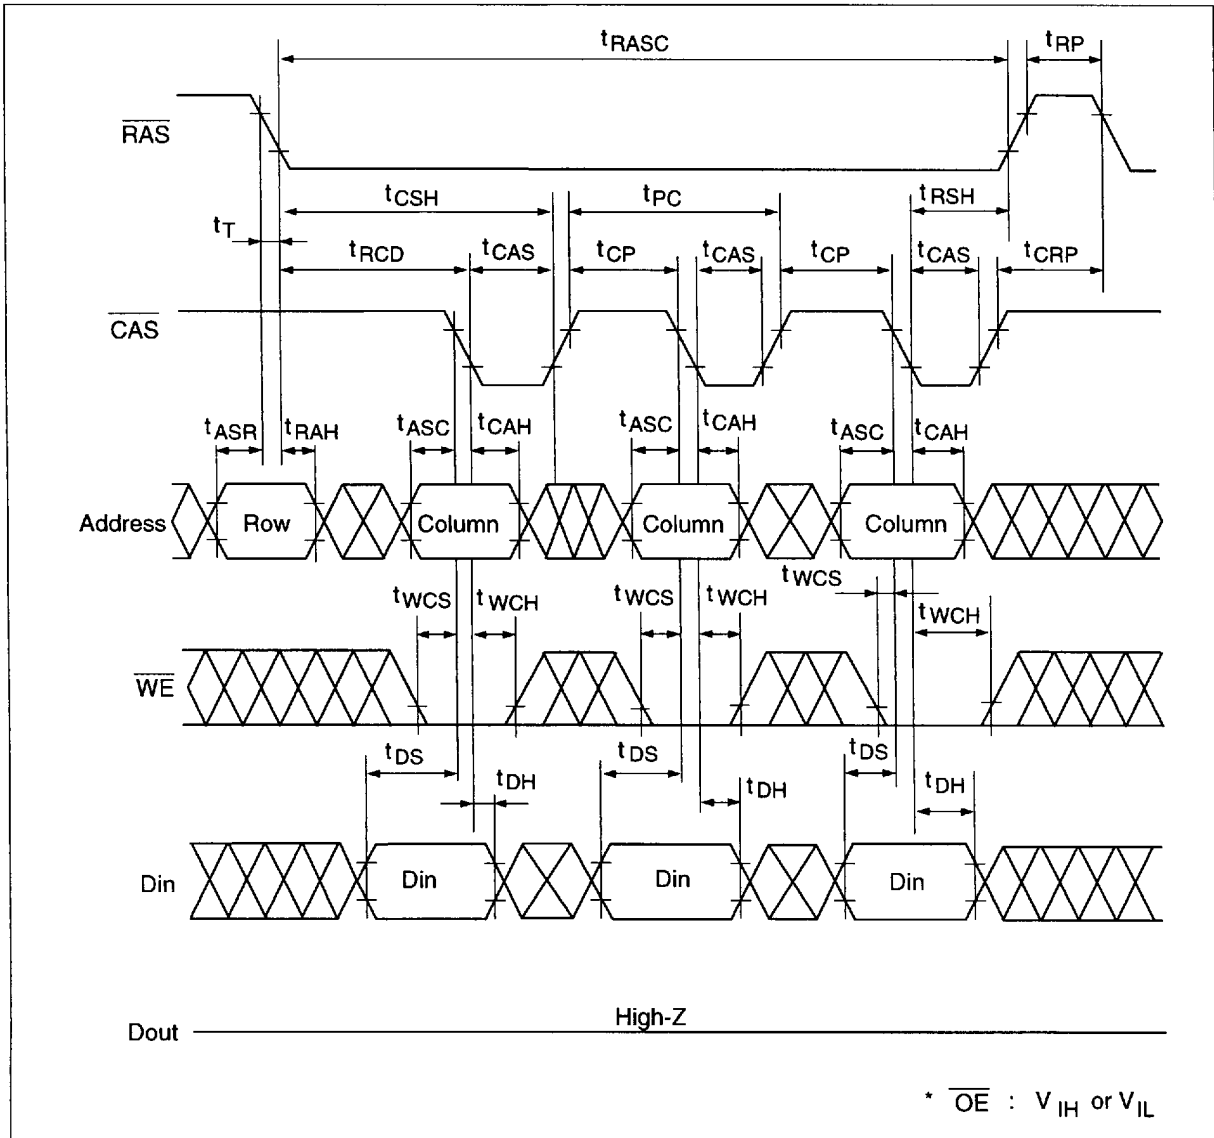 tRASC tRP
RAS
tCSH tPC tRSH
tT tRCD tCAS tCP tCAS tCP tCAS tCRP
CAS
tASR tRAH tASC tCAH tASC tCAH tASC tCAH
Address Row Column Column Column
tWCS tWCH tWCS tWCH tWCS tWCH
WE
tDS tDH tDS tDH tDS tDH
Din Din Din Din
Dout High-Z
* OE : VIH or VIL